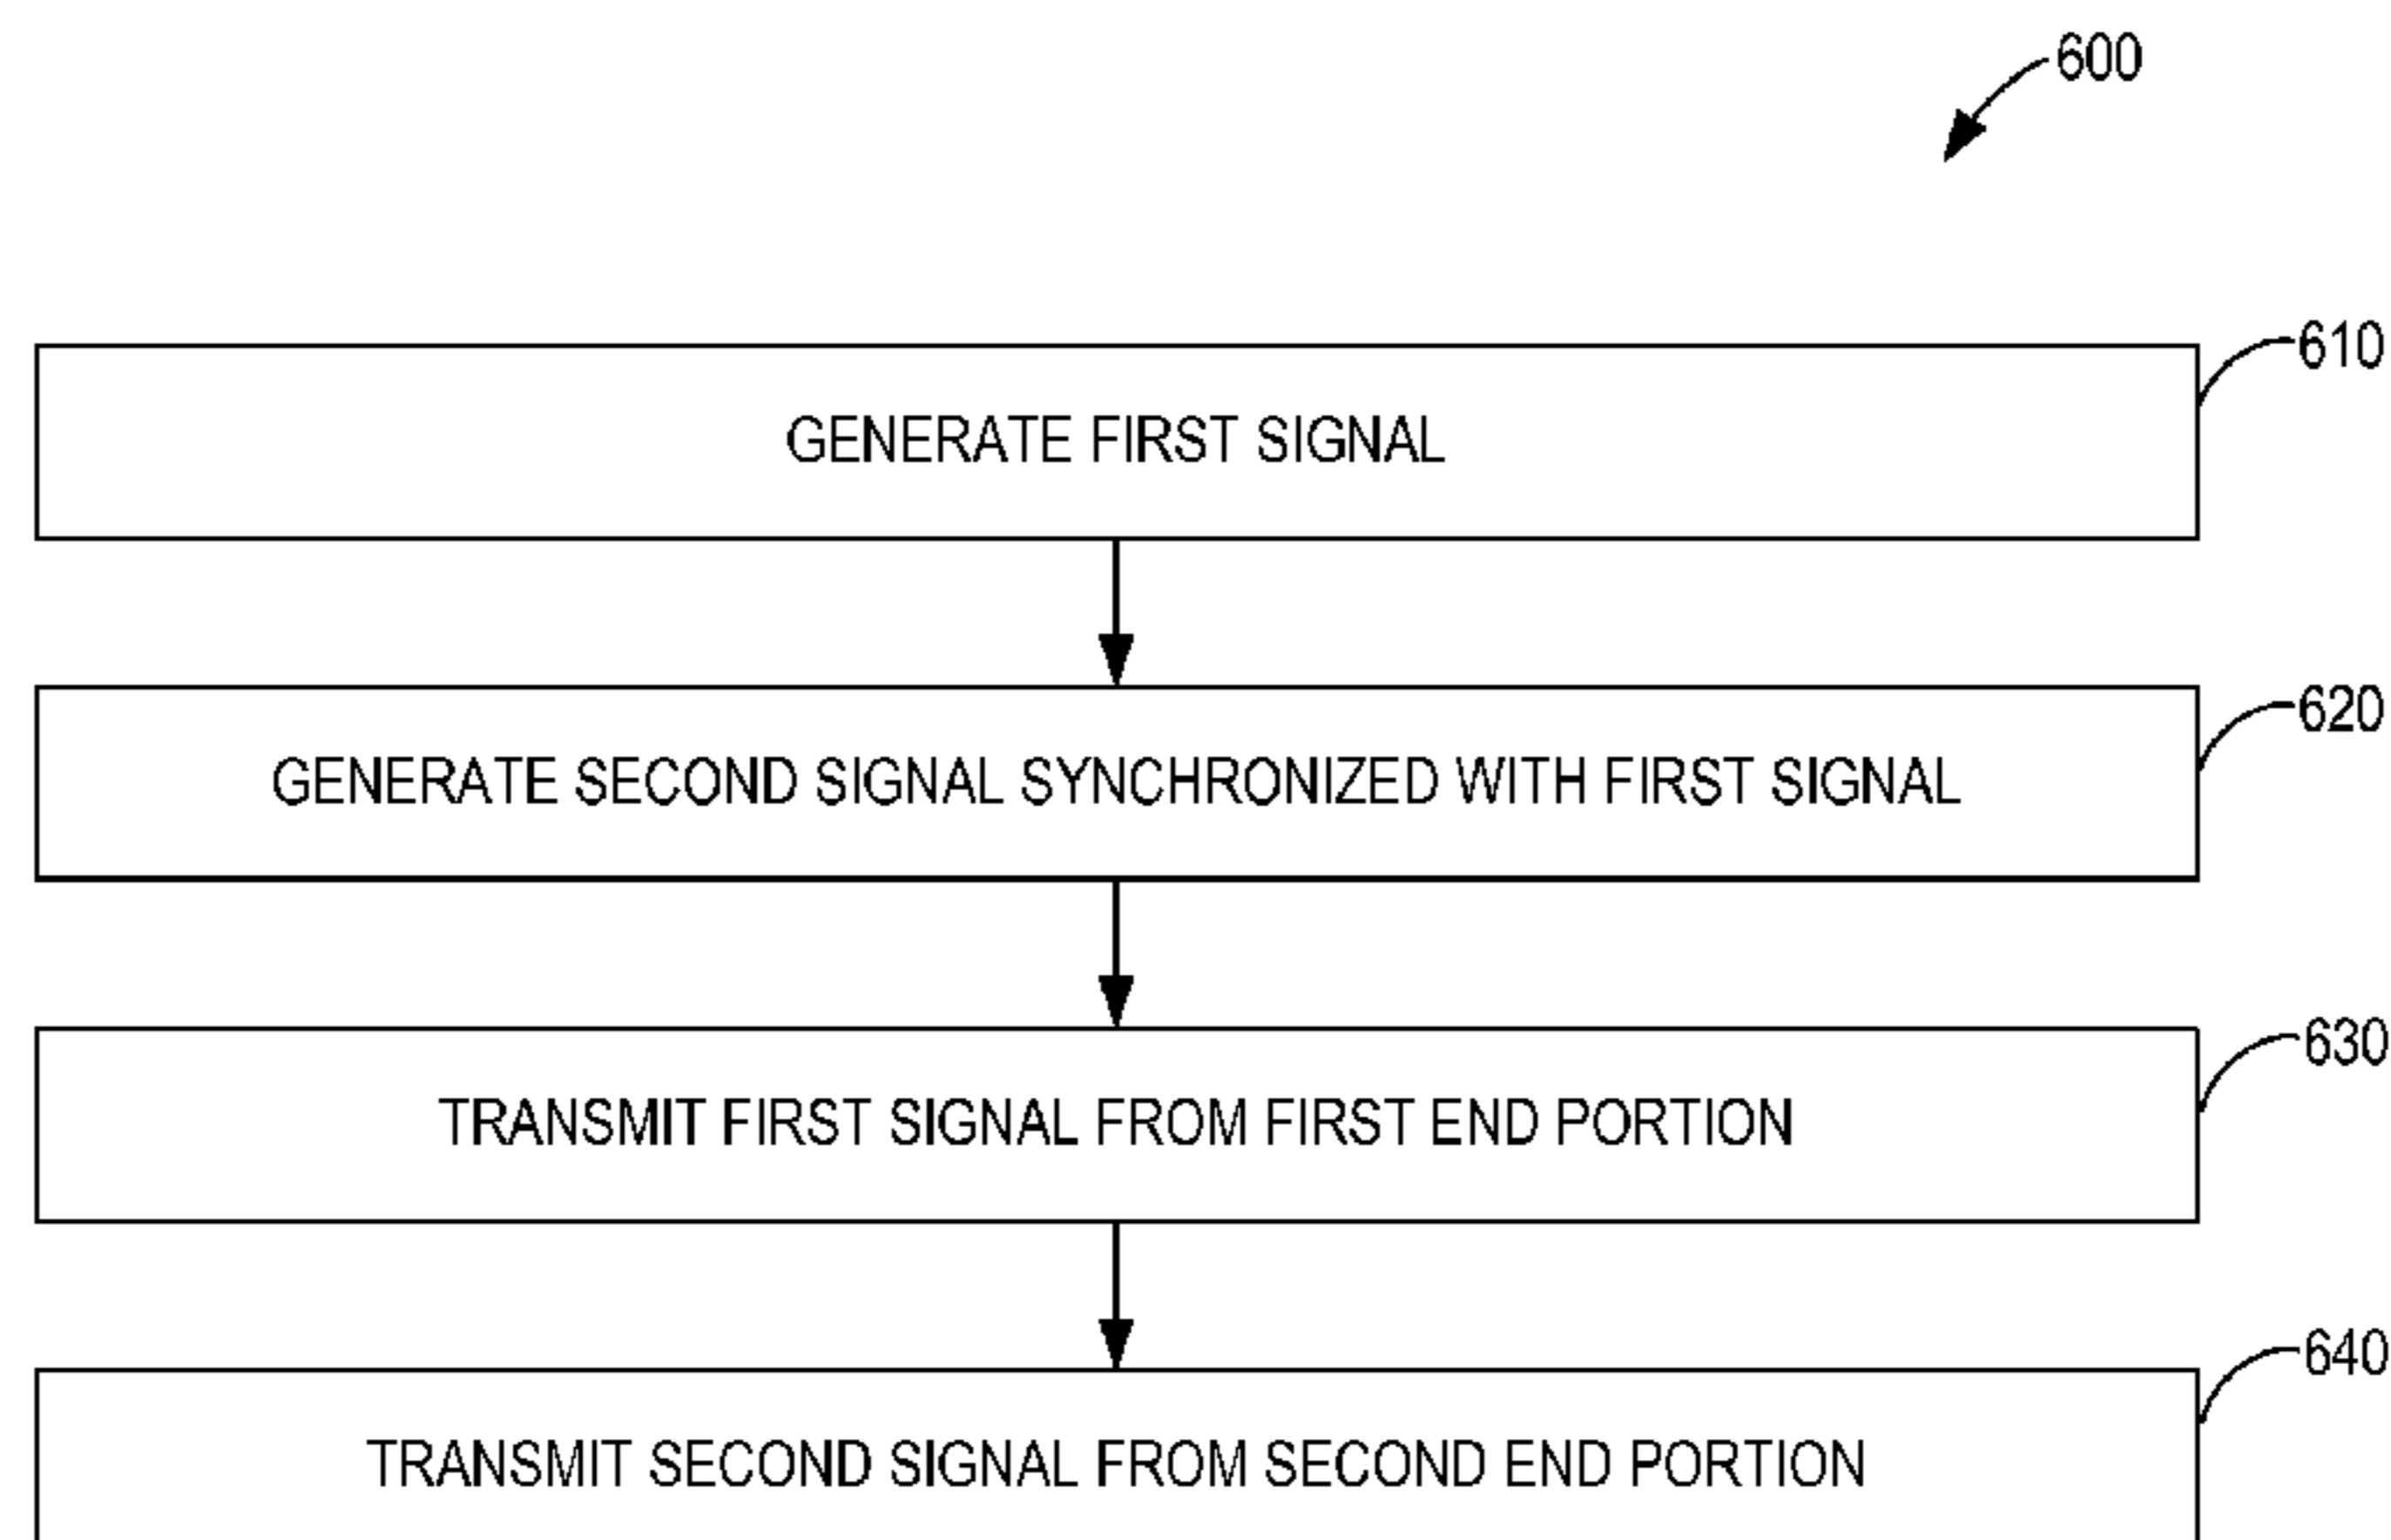 600
610
GENERATE FIRST SIGNAL
620
GENERATE SECOND SIGNAL SYNCHRONIZED WITH FIRST SIGNAL
630
TRANSMIT FIRST SIGNAL FROM FIRST END PORTION
640
TRANSMIT SECOND SIGNAL FROM SECOND END PORTION